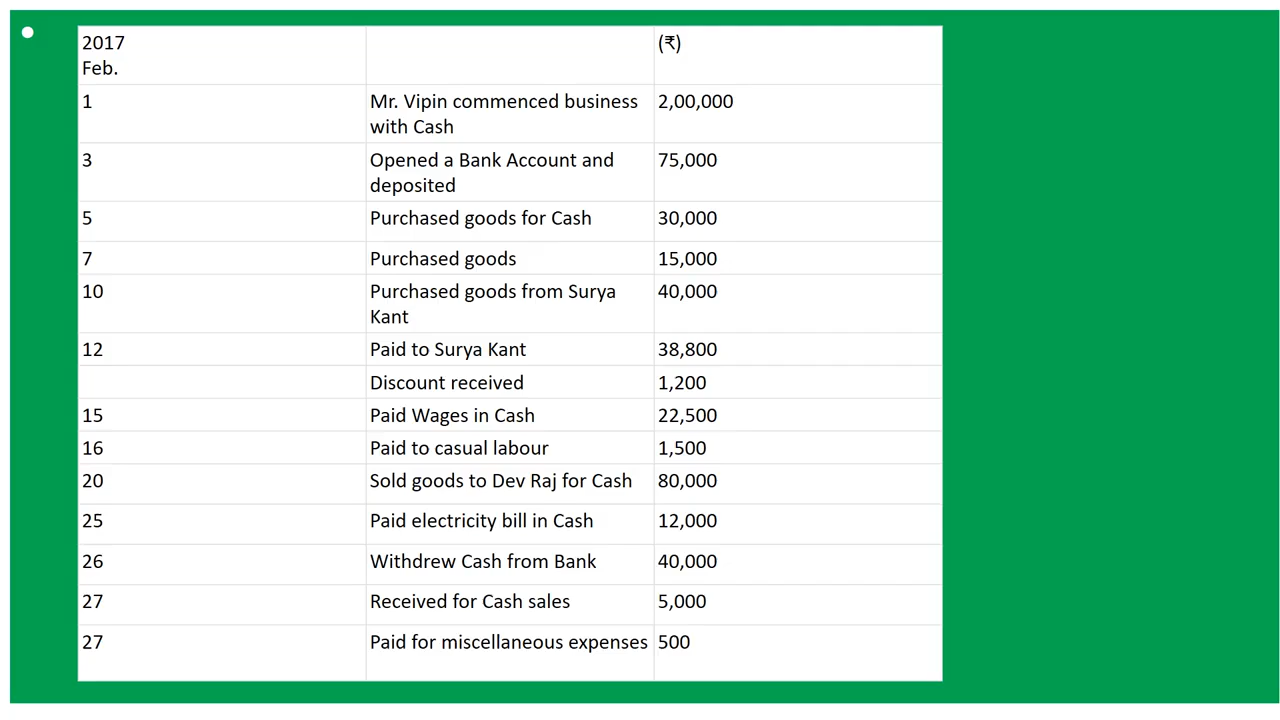 2017
Feb.
(₹)
1
Mr. Vipin commenced business
with Cash
2,00,000
3
Opened a Bank Account and
deposited
75,000
5
Purchased goods for Cash
30,000
7
Purchased goods
15,000
10
Purchased goods from Surya
Kant
40,000
12
Paid to Surya Kant
38,800
Discount received
1,200
15
Paid Wages in Cash
22,500
16
Paid to casual labour
1,500
20
Sold goods to Dev Raj for Cash
80,000
25
Paid electricity bill in Cash
12,000
26
Withdrew Cash from Bank
40,000
27
Received for Cash sales
5,000
27
Paid for miscellaneous expenses
500